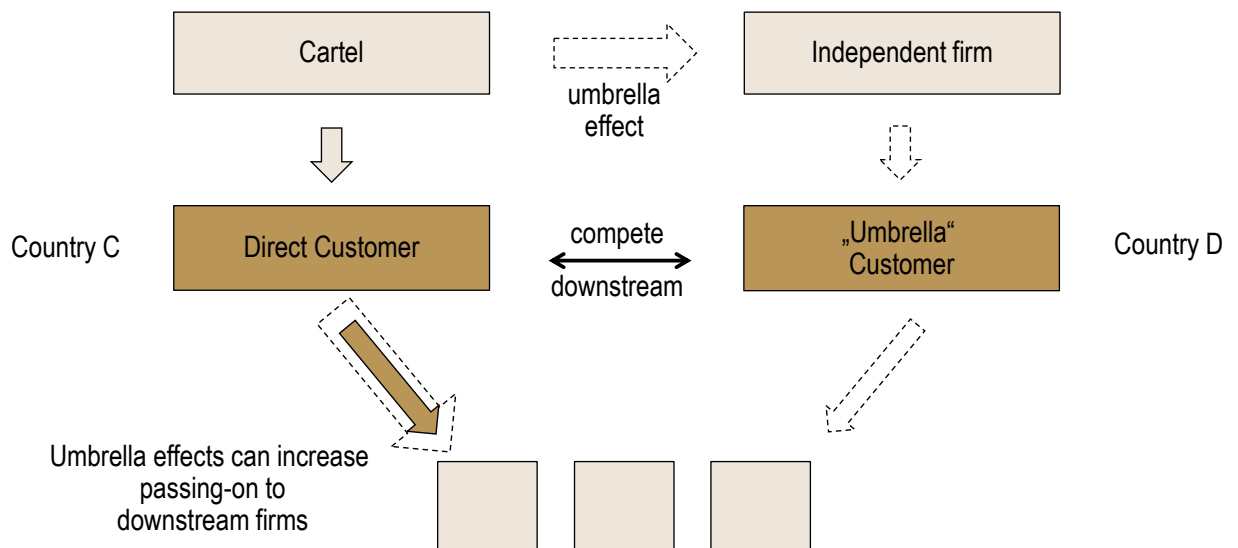 Cartel
Independent firm
umbrella
effect
Country C
Direct Customer
compete
downstream
„Umbrella“
Customer
Country D
Umbrella effects can increase
passing-on to
downstream firms